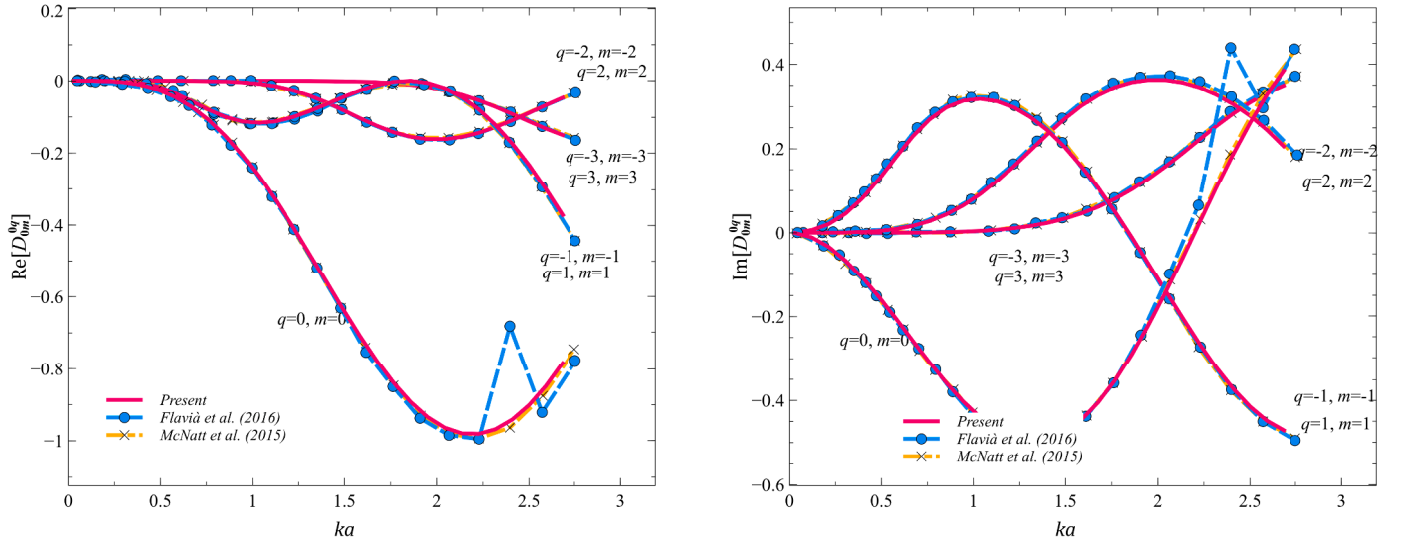 0.2
0
−0.2
−0.4
−0.6
−0.8
−1
Re[D^{0q}_{0m}]
q=-2, m=-2
q=2, m=2
q=-3, m=-3
q=3, m=3
q=-1, m=-1
q=1, m=1
q=0, m=0
Present
Flavià et al. (2016)
McNatt et al. (2015)
0 0.5 1 1.5 2 2.5 3
ka
0.4
0.2
0
−0.2
−0.4
−0.6
Im[D^{0q}_{0m}]
q=-2, m=-2
q=2, m=2
q=-3, m=-3
q=3, m=3
q=0, m=0
q=-1, m=-1
q=1, m=1
Present
Flavià et al. (2016)
McNatt et al. (2015)
0 0.5 1 1.5 2 2.5 3
ka